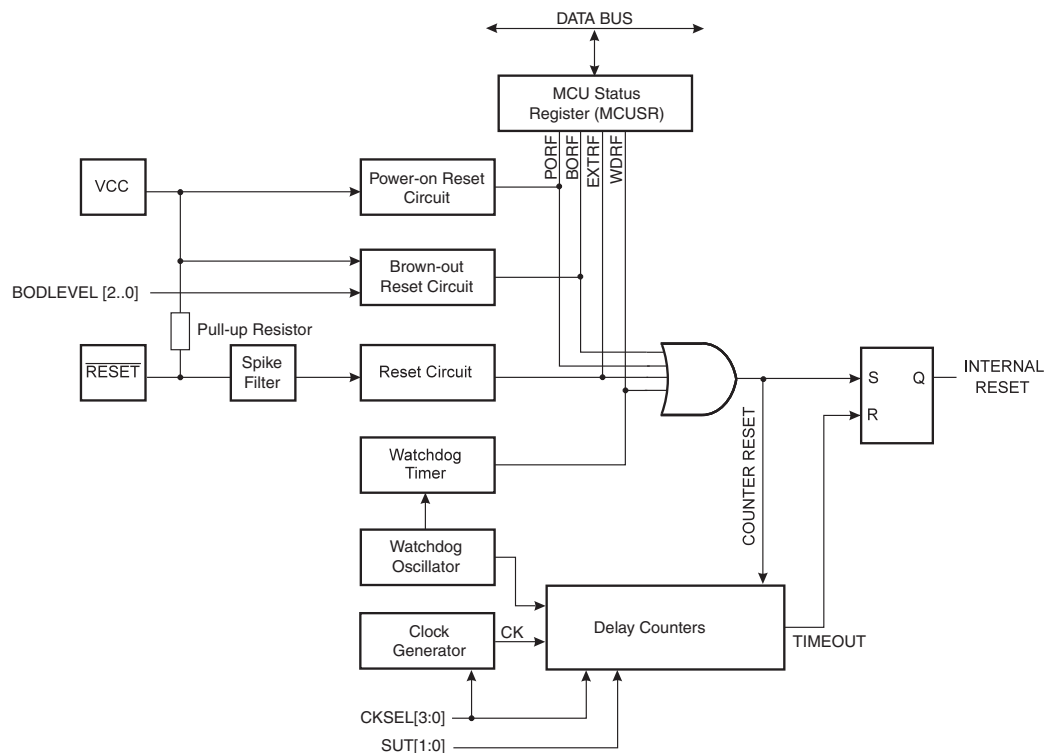 DATA BUS
MCU Status
Register (MCUSR)
PORF
BORF
EXTRF
WDRF
VCC
Power-on Reset
Circuit
Brown-out
Reset Circuit
BODLEVEL [2..0]
Pull-up Resistor
RESET
Spike
Filter
Reset Circuit
S
Q
R
INTERNAL
RESET
COUNTER RESET
Watchdog
Timer
Watchdog
Oscillator
Clock
Generator
CK
Delay Counters
TIMEOUT
CKSEL[3:0]
SUT[1:0]